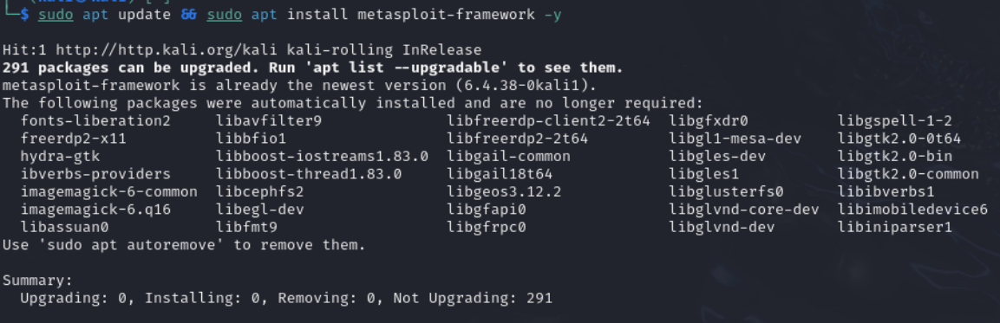 └─$ sudo apt update && sudo apt install metasploit-framework -y
Hit:1 http://http.kali.org/kali kali-rolling InRelease
291 packages can be upgraded. Run 'apt list --upgradable' to see them.
metasploit-framework is already the newest version (6.4.38-0kali1).
The following packages were automatically installed and are no longer required:
fonts-liberation2 libavfilter9 libfreerdp-client2-2t64 libgfxdr0 libgspell-1-2
freerdp2-x11 libbfio1 libfreerdp2-2t64 libgl1-mesa-dev libgtk2.0-0t64
hydra-gtk libboost-iostreams1.83.0 libgail-common libgles-dev libgtk2.0-bin
ibverbs-providers libboost-thread1.83.0 libgail18t64 libgles1 libgtk2.0-common
imagemagick-6-common libcephfs2 libgeos3.12.2 libglusterfs0 libibverbs1
imagemagick-6.q16 libegl-dev libgfapi0 libglvnd-core-dev libimobiledevice6
libassuan0 libfmt9 libgfrpc0 libglvnd-dev libiniparser1
Use 'sudo apt autoremove' to remove them.
Summary:
Upgrading: 0, Installing: 0, Removing: 0, Not Upgrading: 291